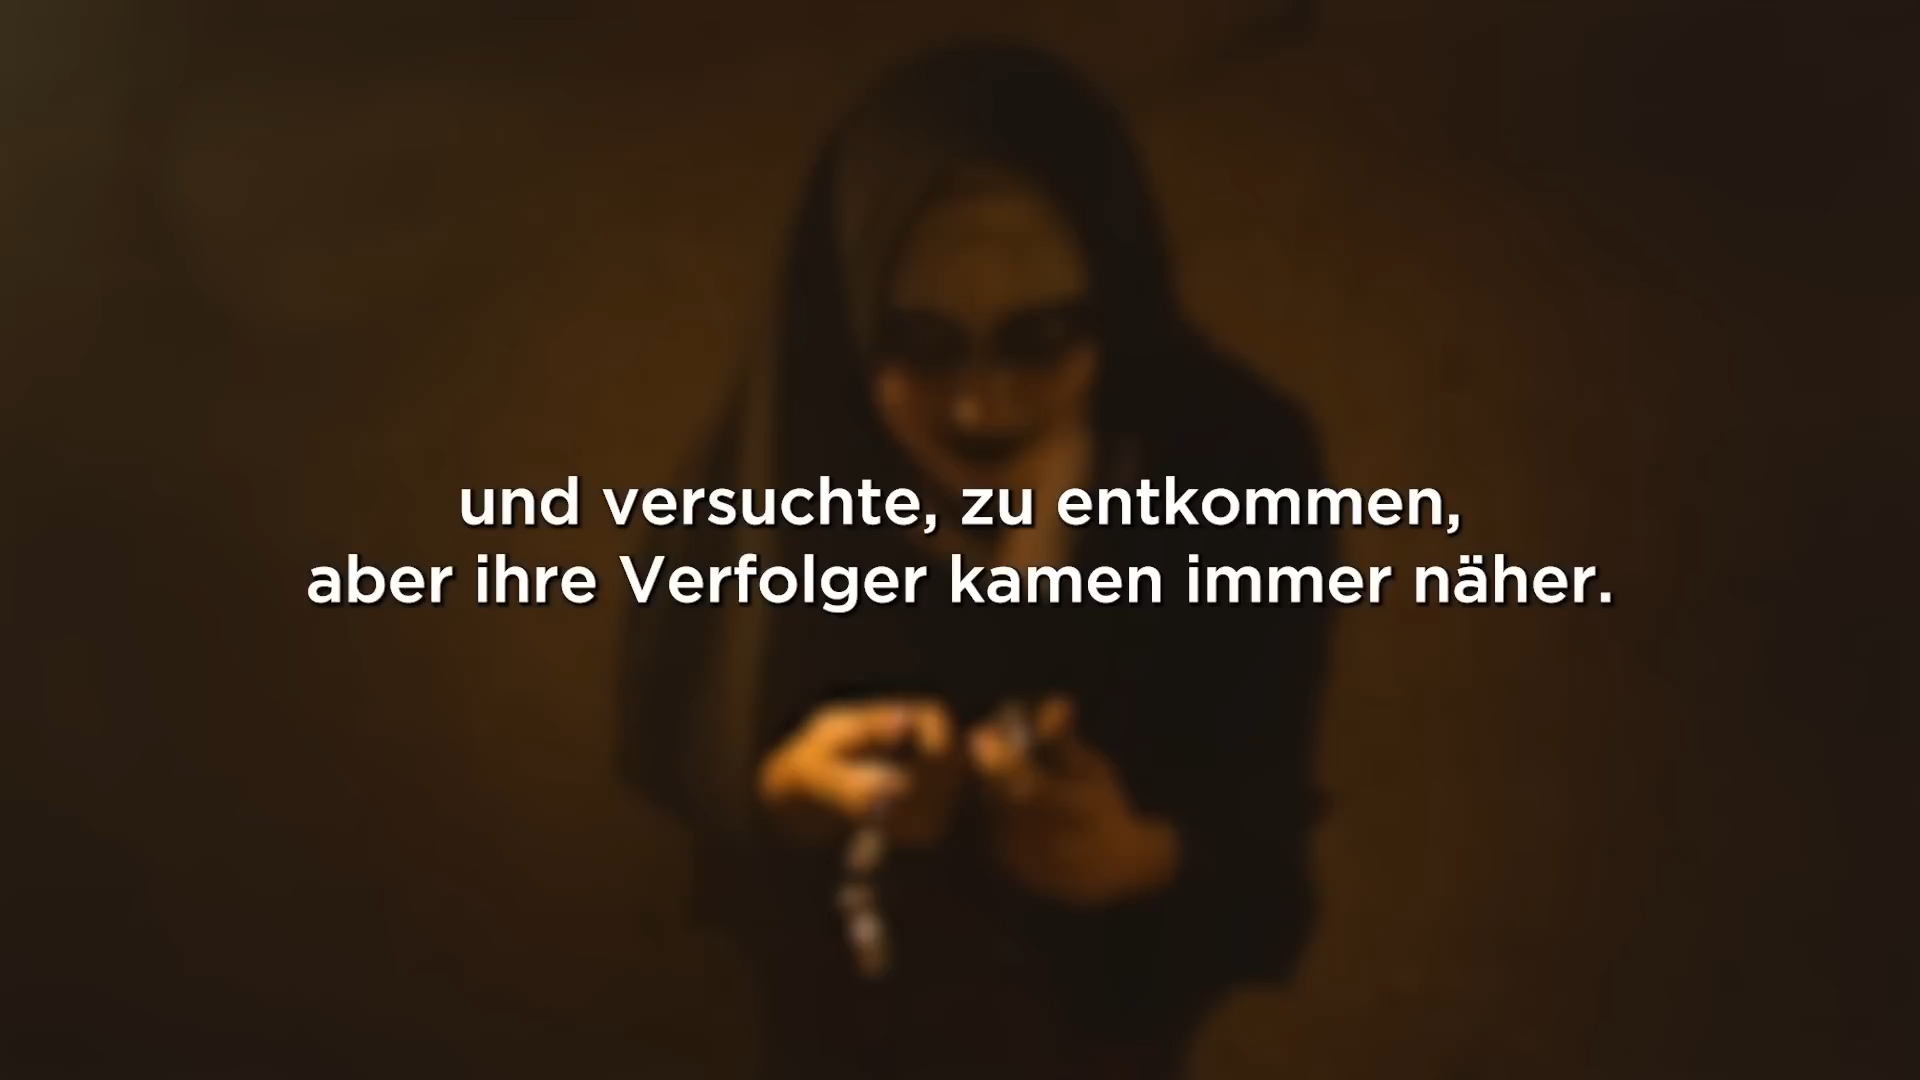 und versuchte, zu entkommen,
aber ihre Verfolger kamen immer näher.